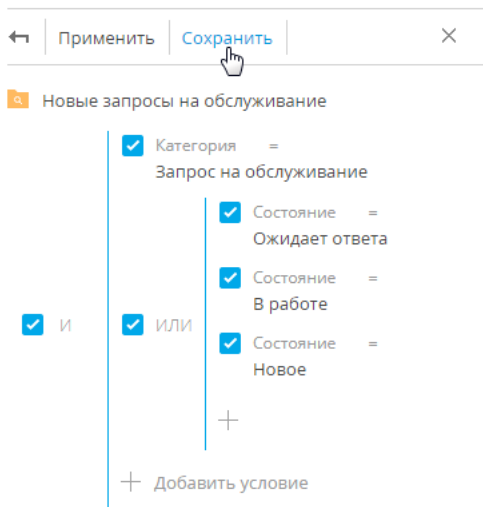 Применить Сохранить
Новые запросы на обслуживание
Категория =
Запрос на обслуживание
Состояние =
Ожидает ответа
Состояние =
В работе
И ИЛИ
Состояние =
Новое
Добавить условие